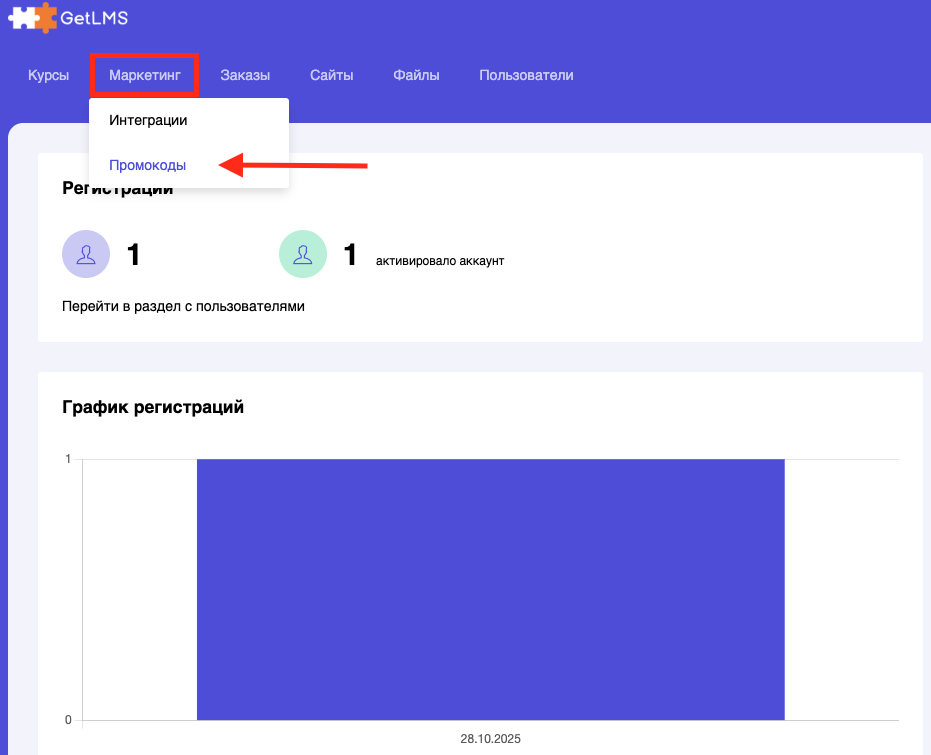 GetLMS
Курсы Маркетинг Заказы Сайты Файлы Пользователи
Интеграции
Промокоды
Регистрации
1 1 активировало аккаунт
Перейти в раздел с пользователями
График регистраций
1
0
28.10.2025